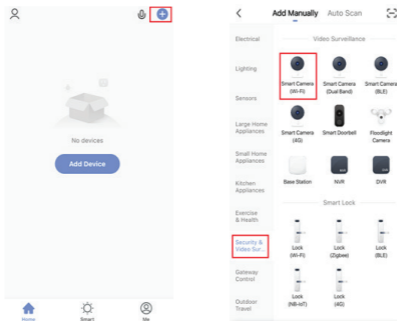 No devices
Add Device
Home
Smart
Me
Add Manually
Auto Scan
Electrical
Lighting
Sensors
Large Home
Appliances
Small Home
Appliances
Kitchen
Appliances
Exercise
& Health
Security &
Video Sur...
Gateway
Control
Outdoor
Travel
Video Surveillance
Smart Camera
(Wi-Fi)
Smart Camera
(Dual Band)
Smart Camera
(BLE)
Smart Camera
(4G)
Smart Doorbell
Floodlight
Camera
Base Station
NVR
DVR
Smart Lock
Lock
(Wi-Fi)
Lock
(Zigbee)
Lock
(BLE)
Lock
(NB-IoT)
Lock
(4G)